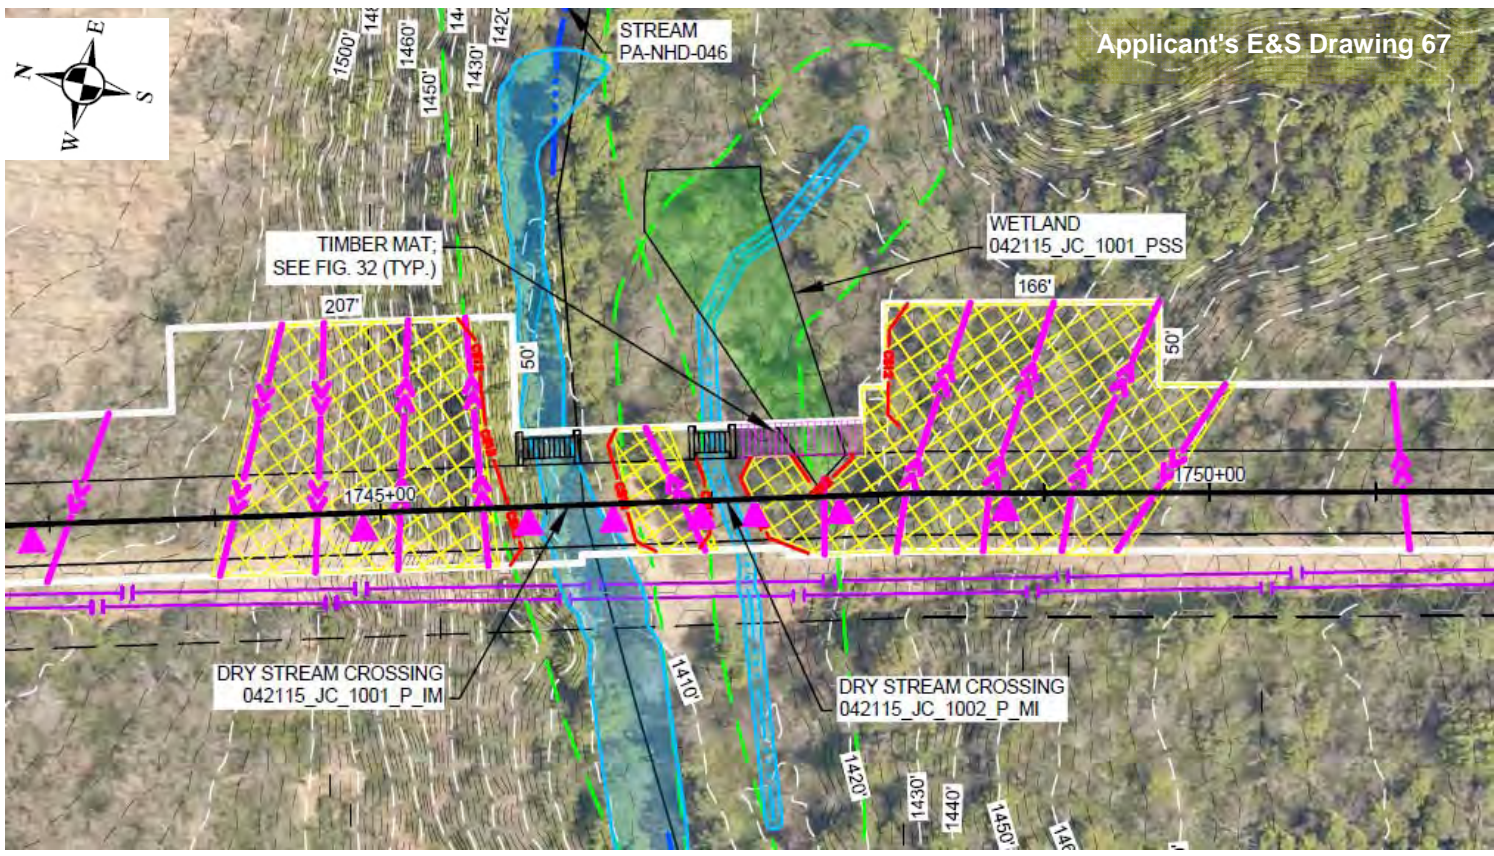 Applicant's E&S Drawing 67
N
E
S
W
1500'
1460'
1450'
1430'
STREAM
PA-NHD-046
TIMBER MAT;
SEE FIG. 32 (TYP.)
WETLAND
042115_JC_1001_PSS
207'
50'
166'
50'
CS12
1745+00
1750+00
DRY STREAM CROSSING
042115_JC_1001_P_IM
DRY STREAM CROSSING
042115_JC_1002_P_MI
1410'
1420'
1430'
1440'
1450'